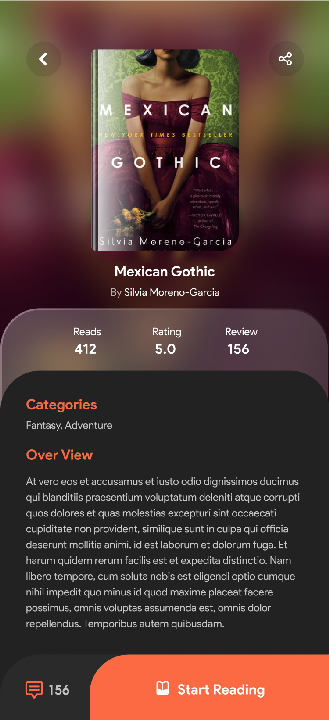 MEXICAN
NEW YORK TIMES BESTSELLER
GOTHIC
Silvia Moreno-Garcia
Mexican Gothic
By Silvia Moreno-Garcia
Reads Rating Review
412 5.0 156
Categories
Fantasy, Adventure
Over View
At vero eos et accusamus et iusto odio dignissimos ducimus
qui blanditiis praesentium voluptatum deleniti atque corrupti
quos dolores et quas molestias excepturi sint occaecati
cupiditate non provident, similique sunt in culpa qui officia
deserunt mollitia animi, id est laborum et dolorum fuga. Et
harum quidem rerum facilis est et expedita distinctio. Nam
libero tempore, cum soluta nobis est eligendi optio cumque
nihil impedit quo minus id quod maxime placeat facere
possimus, omnis voluptas assumenda est, omnis dolor
repellendus. Temporibus autem quibusdam.
156 Start Reading